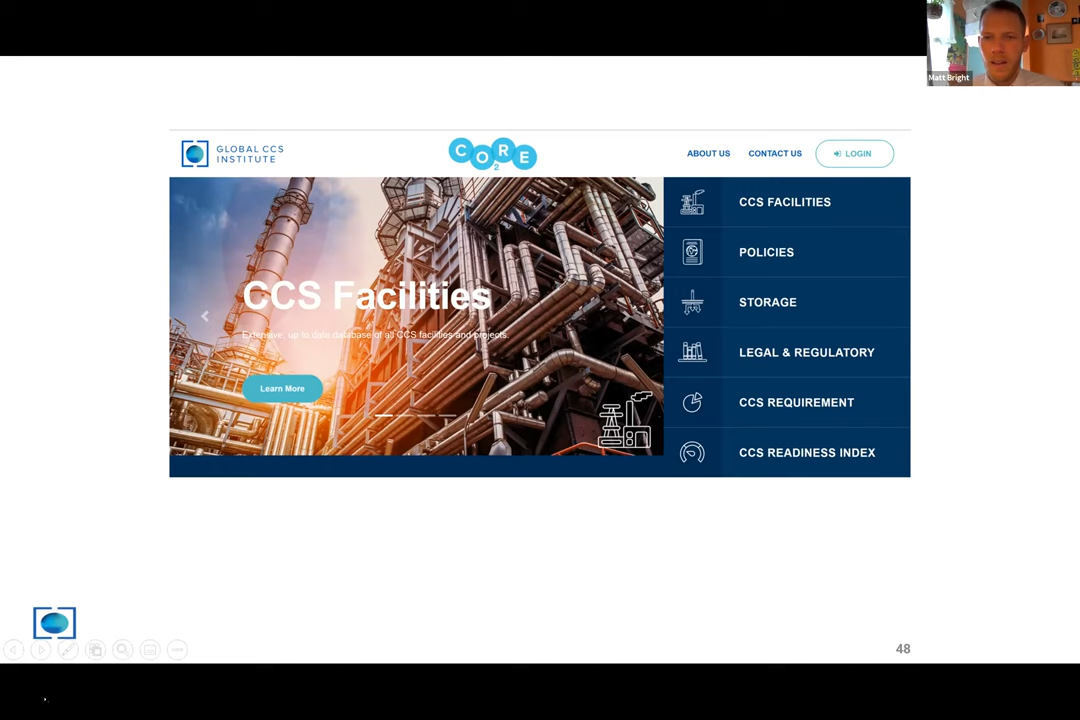 Matt Bright
GLOBAL CCS
INSTITUTE
CO2RE
ABOUT US
CONTACT US
LOGIN
CCS Facilities
Extensive, up to date database of all CCS facilities and projects.
Learn More
CCS FACILITIES
POLICIES
STORAGE
LEGAL & REGULATORY
CCS REQUIREMENT
CCS READINESS INDEX
48